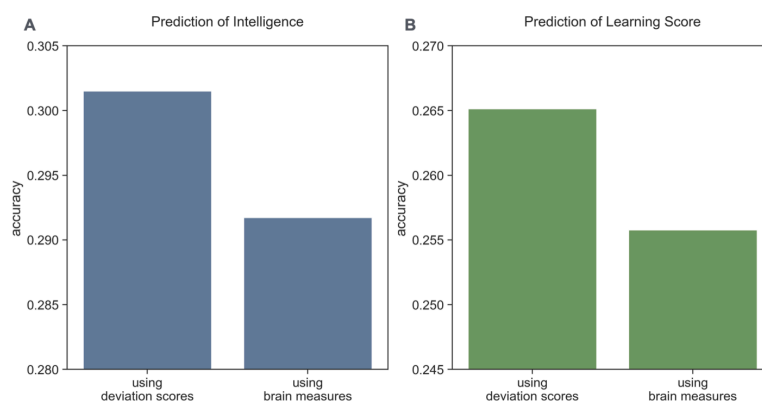 A
Prediction of Intelligence
0.305
0.300
0.295
0.290
0.285
0.280
accuracy
using
deviation scores
using
brain measures
B
Prediction of Learning Score
0.270
0.265
0.260
0.255
0.250
0.245
accuracy
using
deviation scores
using
brain measures